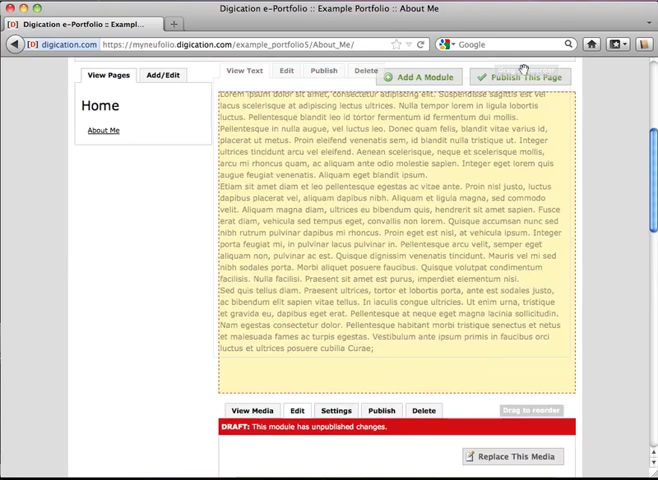 Digication e-Portfolio :: Example Portfolio :: About Me
Digication e-Portfolio :: Exampl...
digication.com https://myneufolio.digication.com/example_portfolio5/About_Me/
Google
View Pages Add/Edit
View Text Edit Publish Delete
Add A Module Publish This Page
Home
About Me
Lorem ipsum dolor sit amet, consectetur adipiscing elit. Suspendisse sagittis est vel
lacus scelerisque at adipiscing lectus ultrices. Nulla tempor lorem in ligula lobortis
luctus. Pellentesque blandit leo id tortor fermentum id fermentum dui mollis.
Pellentesque in nulla augue, vel luctus leo. Donec quam felis, blandit vitae varius id,
placerat ut metus. Proin eleifend venenatis sem, id blandit nulla tristique ut. Integer
ultrices tincidunt arcu vel eleifend. Aenean scelerisque, neque et scelerisque mollis,
arcu mi rhoncus quam, ac aliquam ante odio molestie sapien. Integer eget lorem quis
augue feugiat venenatis. Aliquam eget blandit ipsum.
Etiam sit amet diam et leo pellentesque egestas ac vitae ante. Proin nisl justo, luctus
dapibus placerat vel, aliquam dapibus nibh. Aliquam et ligula magna, sed commodo
velit. Aliquam magna diam, ultrices eu bibendum quis, hendrerit sit amet sapien. Fusce
erat diam, vehicula sed posuere eget, convallis non lorem. Quisque accumsan nunc sed
nibh rutrum pulvinar dapibus mi rhoncus. Proin eget est nisl, at vehicula ipsum. Integer
porta feugiat mi, in pulvinar lacus pulvinar in. Pellentesque arcu velit, semper eget
aliquam non, pulvinar ac est. Quisque dignissim venenatis tincidunt. Mauris vel mi sed
nibh sodales porta. Morbi aliquet posuere faucibus. Quisque volutpat condimentum
facilisis. Nulla facilisi. Praesent sit amet est purus, imperdiet elementum nisi.
Sed quis tellus diam. Praesent ultrices, tortor et lobortis porta, est est sodales justo,
ac bibendum elit sapien vitae tellus. In iaculis congue ultrices. Ut enim urna, tristique
et gravida eu, dapibus eget erat. Pellentesque at neque eget magna lacinia sollicitudin.
Nam egestas consectetur dolor. Pellentesque habitant morbi tristique senectus et netus
et malesuada fames ac turpis egestas. Vestibulum ante ipsum primis in faucibus orci
luctus et ultrices posuere cubilia Curae;
View Media Edit Settings Publish Delete Drag to reorder
DRAFT: This module has unpublished changes.
Replace This Media